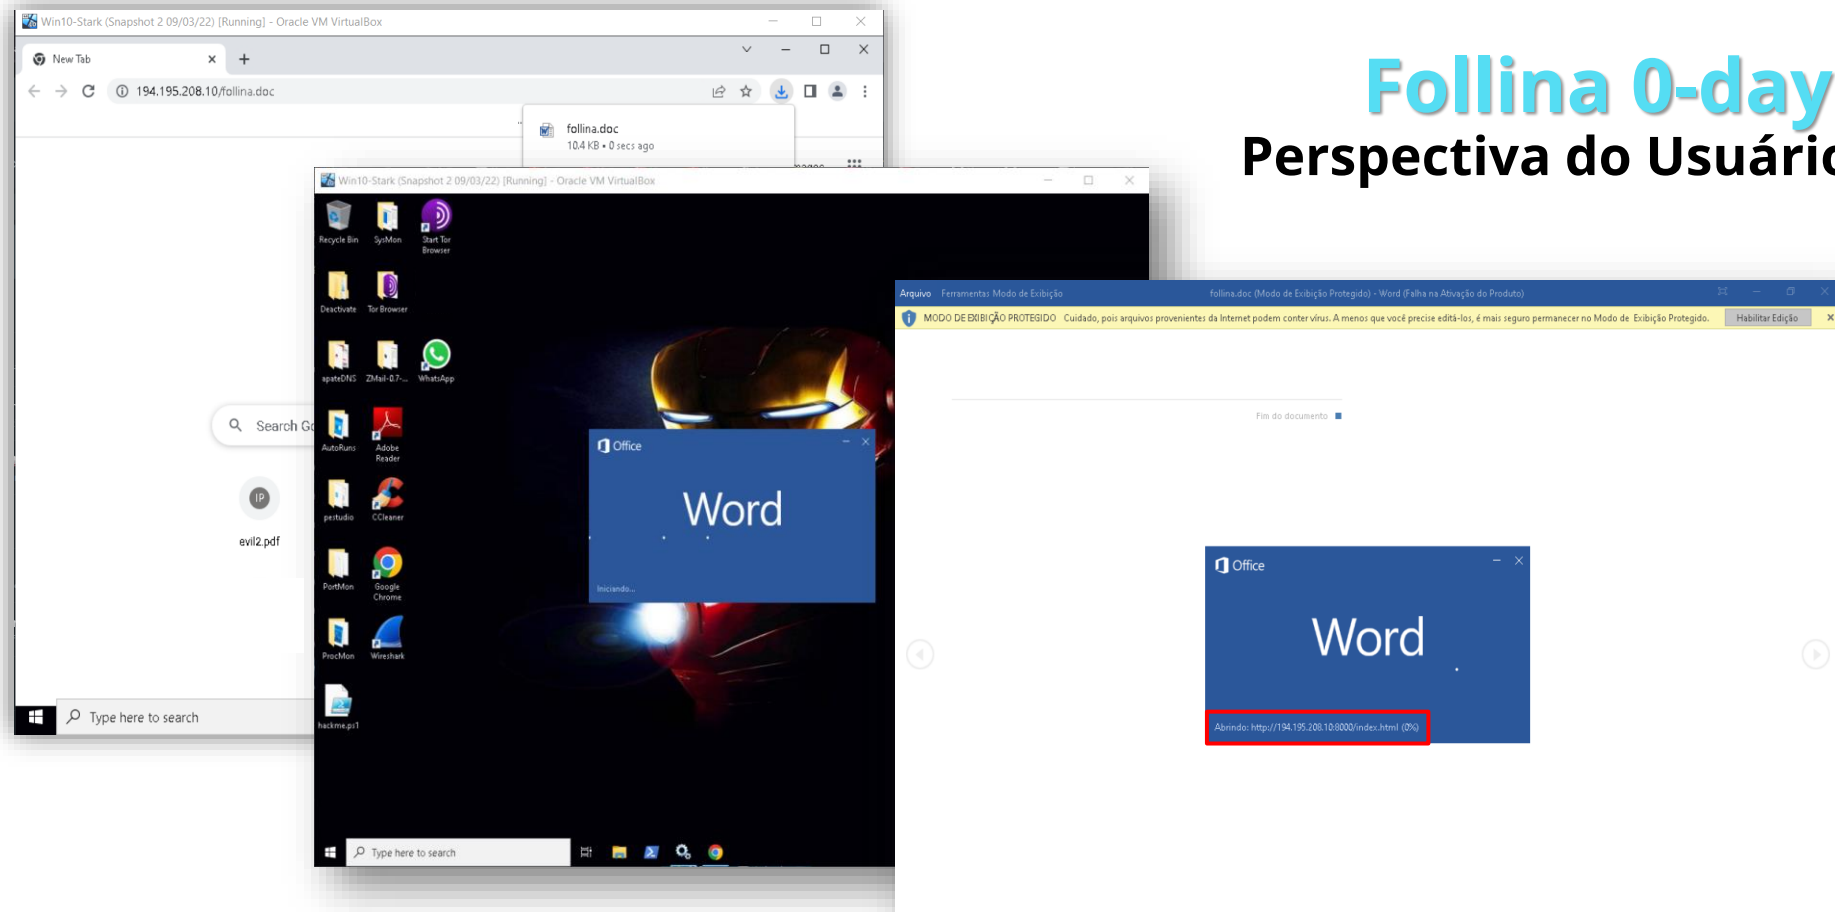 Follina 0-day
Perspectiva do Usuário
Win10-Stark (Snapshot 2 09/03/22) [Running] - Oracle VM VirtualBox
New Tab
194.195.208.10/follina.doc
follina.doc
10.4 KB • 0 secs ago
Search Go
IP
evil2.pdf
Type here to search
Win10-Stark (Snapshot 2 09/03/22) [Running] - Oracle VM VirtualBox
Recycle Bin
SysMon
Start Tor
Browser
Deactivate
Tor Browser
apateDNS
ZMail-0.7-...
WhatsApp
AutoRuns
Adobe
Reader
pestudio
CCleaner
PortMon
Google
Chrome
ProcMon
Wireshark
hackme.ps1
Office
Word
Iniciando...
Type here to search
Arquivo Ferramentas Modo de Exibição
follina.doc (Modo de Exibição Protegido) - Word (Falha na Ativação do Produto)
MODO DE EXIBIÇÃO PROTEGIDO Cuidado, pois arquivos provenientes da Internet podem conter vírus. A menos que você precise editá-los, é mais seguro permanecer no Modo de Exibição Protegido. Habilitar Edição
Fim do documento
Office
Word
Abrindo: http://194.195.208.10:8000/index.html (0%)